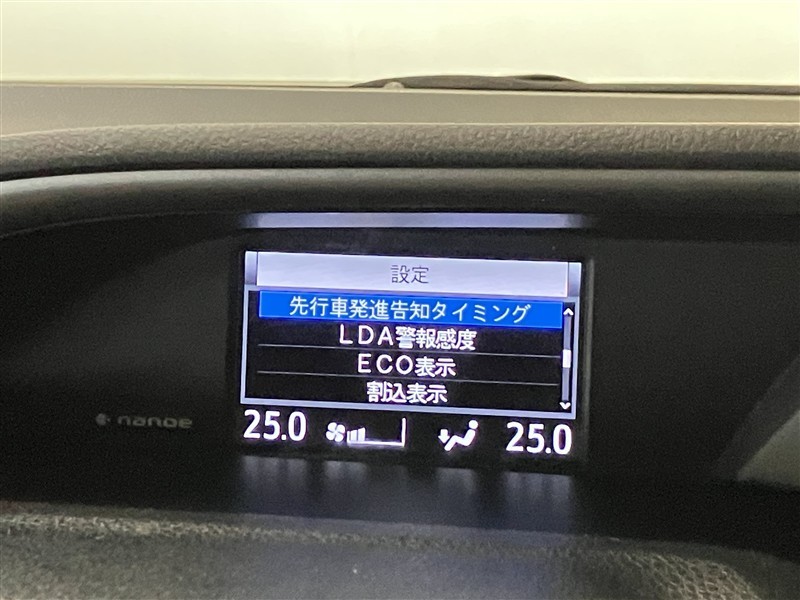 設定
先行車発進告知タイミング
LDA警報感度
ECO表示
割込表示
25.0 25.0
nanoe